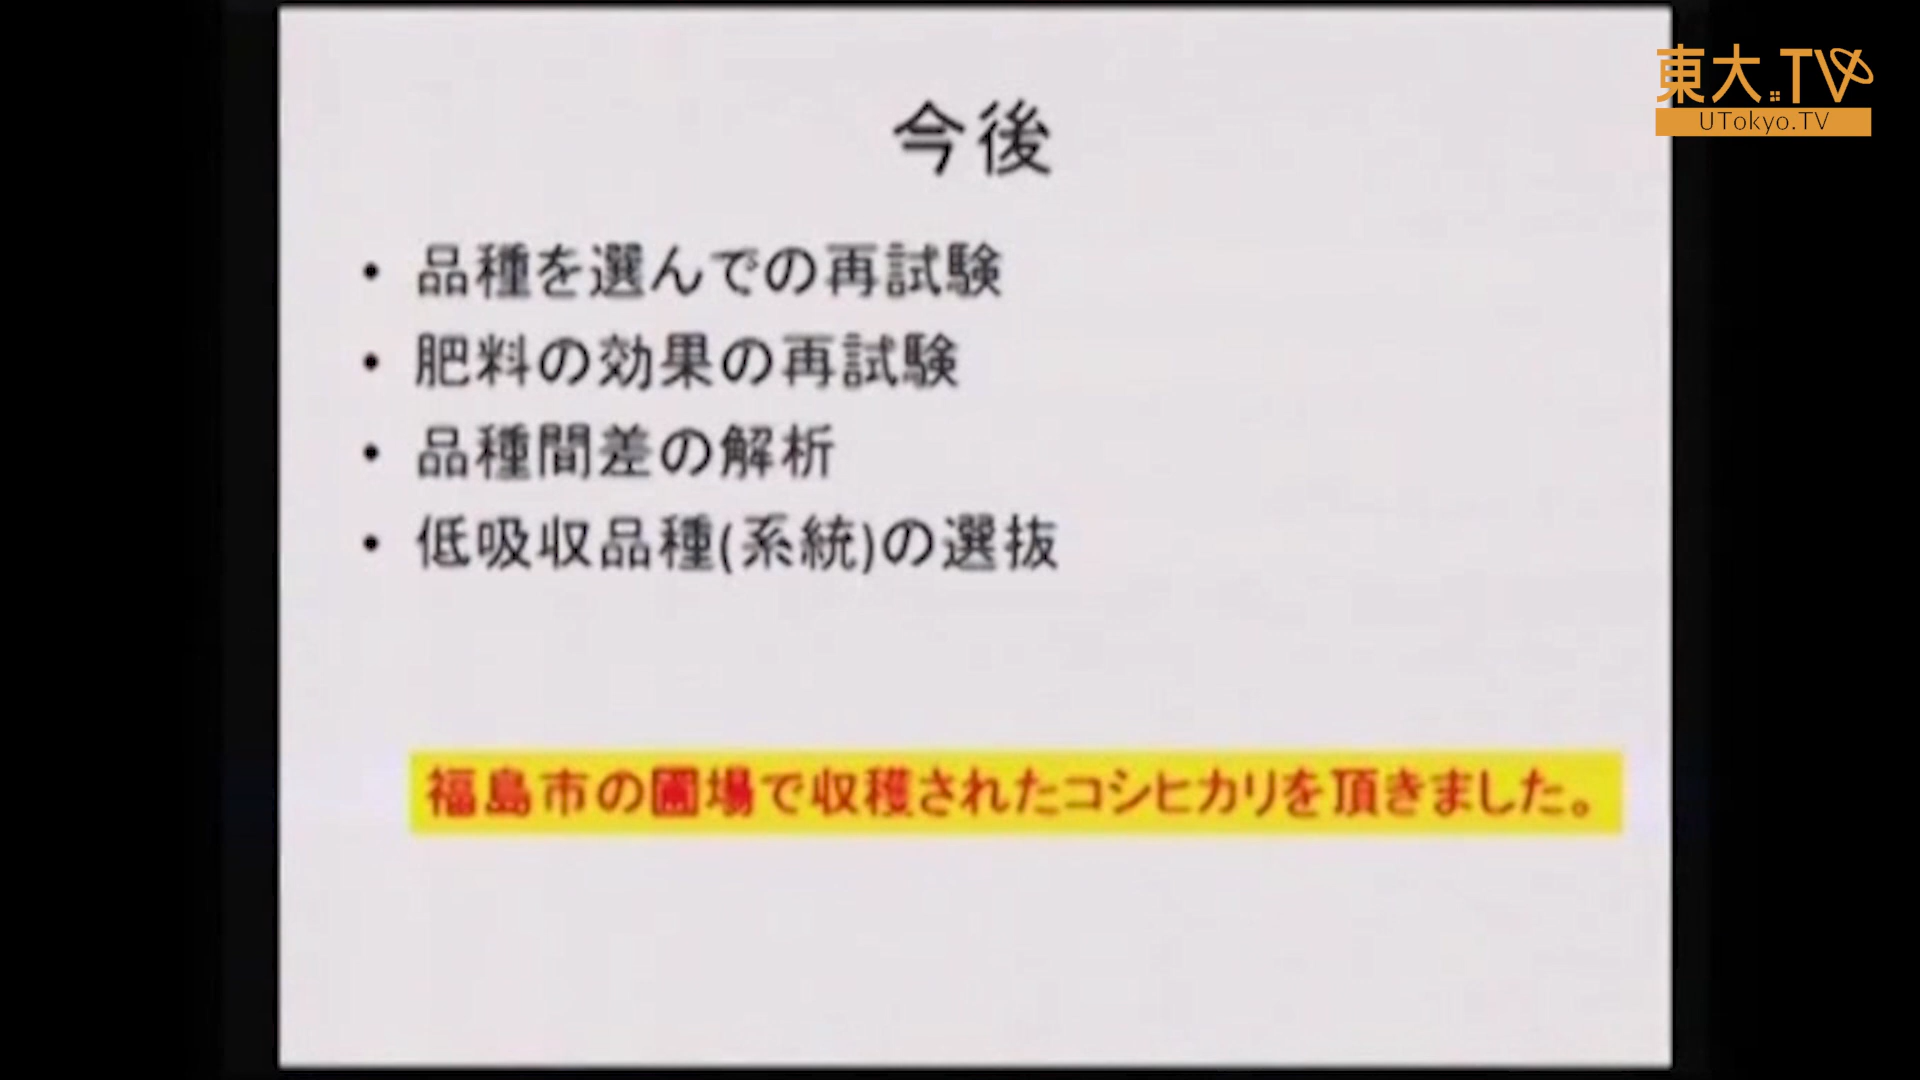 東大.TV
UTokyo.TV
今後
• 品種を選んでの再試験
• 肥料の効果の再試験
• 品種間差の解析
• 低吸収品種(系統)の選抜
福島市の圃場で収穫されたコシヒカリを頂きました。